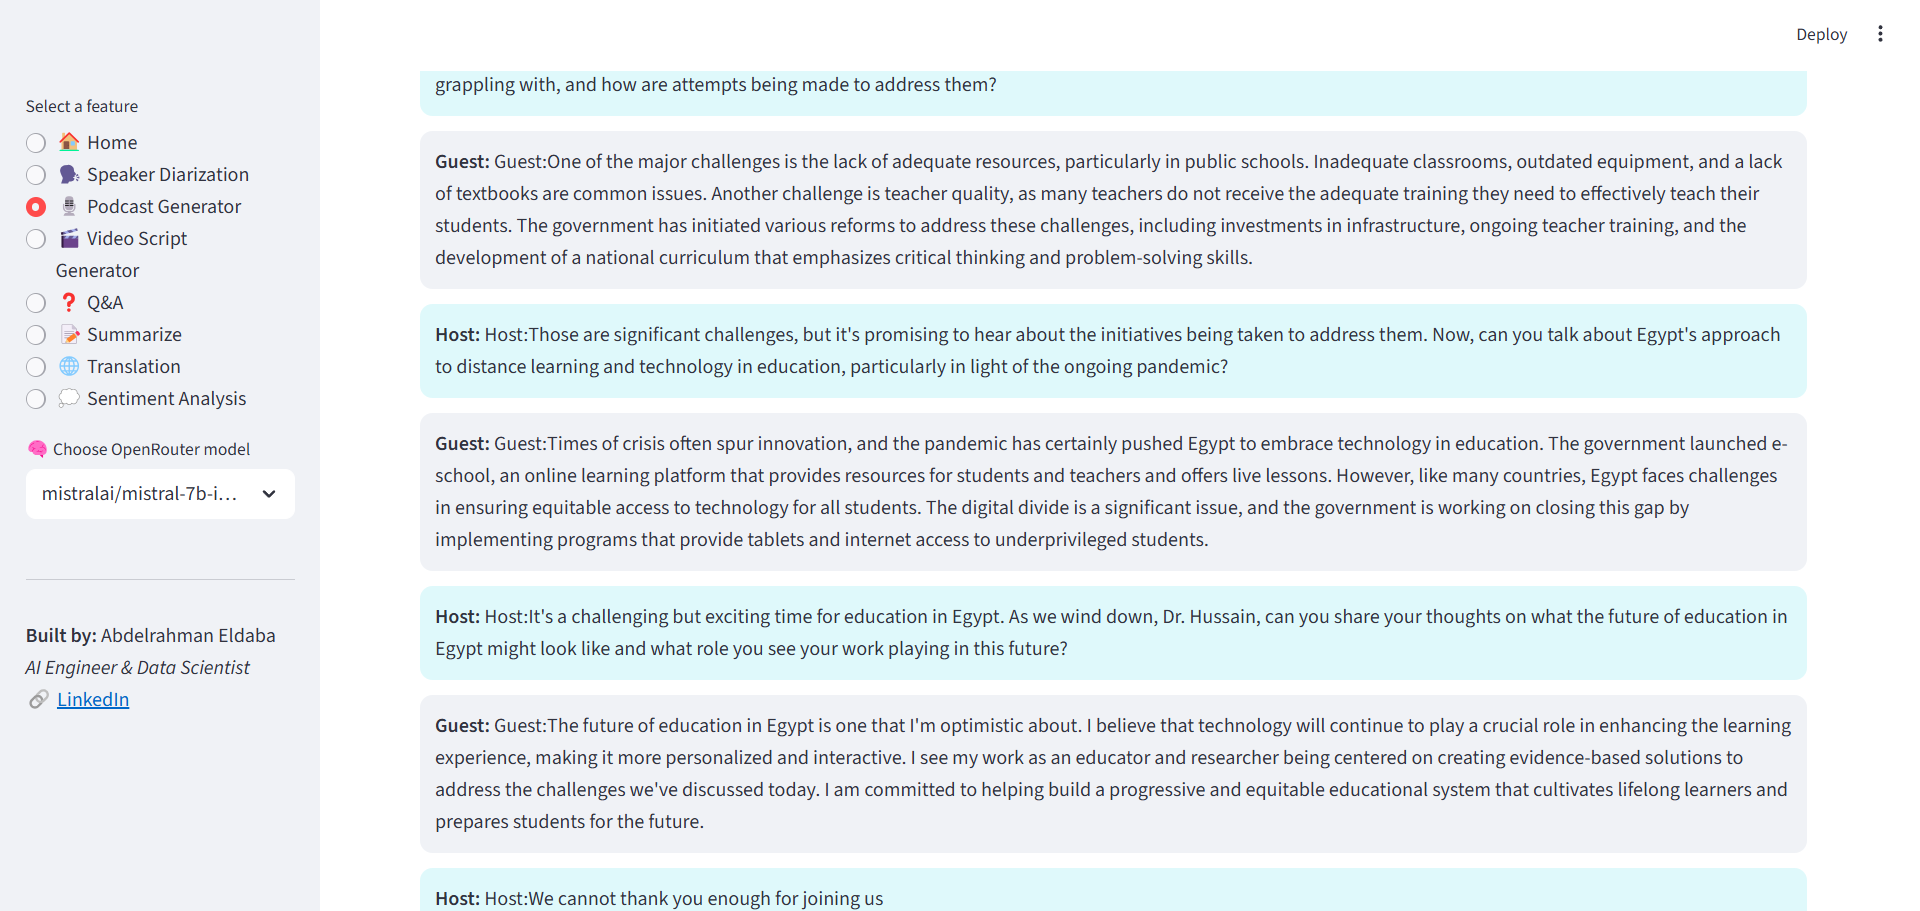 Deploy
Select a feature
Home
Speaker Diarization
Podcast Generator
Video Script
Generator
Q&A
Summarize
Translation
Sentiment Analysis
Choose OpenRouter model
mistralai/mistral-7b-i...
Built by: Abdelrahman Eldaba
AI Engineer & Data Scientist
LinkedIn
grappling with, and how are attempts being made to address them?
Guest: Guest:One of the major challenges is the lack of adequate resources, particularly in public schools. Inadequate classrooms, outdated equipment, and a lack
of textbooks are common issues. Another challenge is teacher quality, as many teachers do not receive the adequate training they need to effectively teach their
students. The government has initiated various reforms to address these challenges, including investments in infrastructure, ongoing teacher training, and the
development of a national curriculum that emphasizes critical thinking and problem-solving skills.
Host: Host:Those are significant challenges, but it's promising to hear about the initiatives being taken to address them. Now, can you talk about Egypt's approach
to distance learning and technology in education, particularly in light of the ongoing pandemic?
Guest: Guest:Times of crisis often spur innovation, and the pandemic has certainly pushed Egypt to embrace technology in education. The government launched e-
school, an online learning platform that provides resources for students and teachers and offers live lessons. However, like many countries, Egypt faces challenges
in ensuring equitable access to technology for all students. The digital divide is a significant issue, and the government is working on closing this gap by
implementing programs that provide tablets and internet access to underprivileged students.
Host: Host:It's a challenging but exciting time for education in Egypt. As we wind down, Dr. Hussain, can you share your thoughts on what the future of education in
Egypt might look like and what role you see your work playing in this future?
Guest: Guest:The future of education in Egypt is one that I'm optimistic about. I believe that technology will continue to play a crucial role in enhancing the learning
experience, making it more personalized and interactive. I see my work as an educator and researcher being centered on creating evidence-based solutions to
address the challenges we've discussed today. I am committed to helping build a progressive and equitable educational system that cultivates lifelong learners and
prepares students for the future.
Host: Host:We cannot thank you enough for joining us